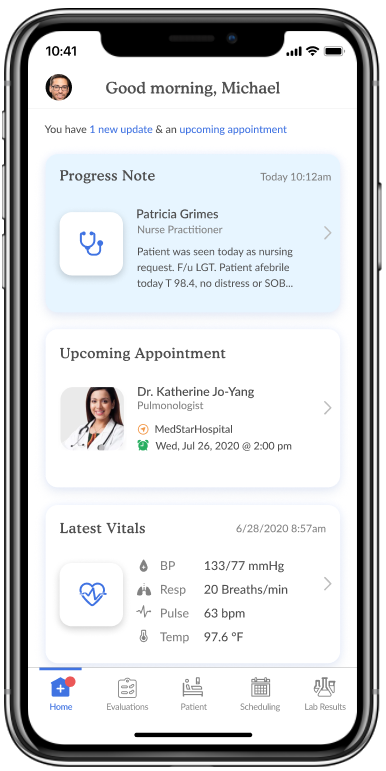 10:41
Good morning, Michael
You have 1 new update & an upcoming appointment
Progress Note
Today 10:12am
Patricia Grimes
Nurse Practitioner
Patient was seen today as nursing
request. F/u LGT. Patient afebrile
today T 98.4, no distress or SOB...
Upcoming Appointment
Dr. Katherine Jo-Yang
Pulmonologist
MedStarHospital
Wed, Jul 26, 2020 @ 2:00 pm
Latest Vitals
6/28/2020 8:57am
BP 133/77 mmHg
Resp 20 Breaths/min
Pulse 63 bpm
Temp 97.6 °F
Home Evaluations Patient Scheduling Lab Results